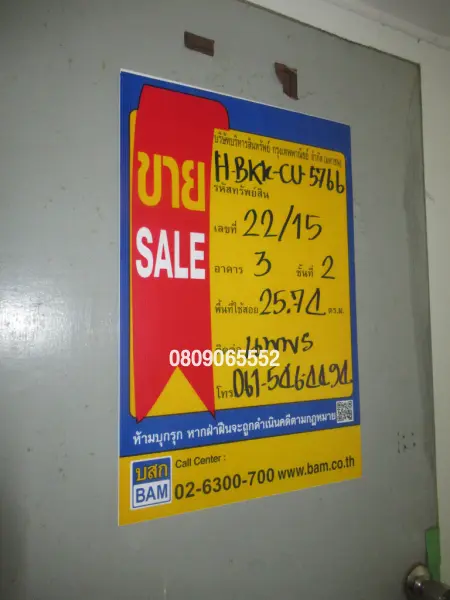 บริษัทบริหารสินทรัพย์ กรุงเทพพาณิชย์ จำกัด (มหาชน)
ขาย
SALE
H-BKK-CU-5766
รหัสทรัพย์สิน
เลขที่ 22/15
อาคาร 3 ชั้นที่ 2
พื้นที่ใช้สอย 25.74 ตร.ม.
0809065552
โทร 061-546-4494
ห้ามบุกรุก หากฝ่าฝืนจะถูกดำเนินคดีตามกฎหมาย
บสก
BAM
Call Center :
02-6300-700 www.bam.co.th